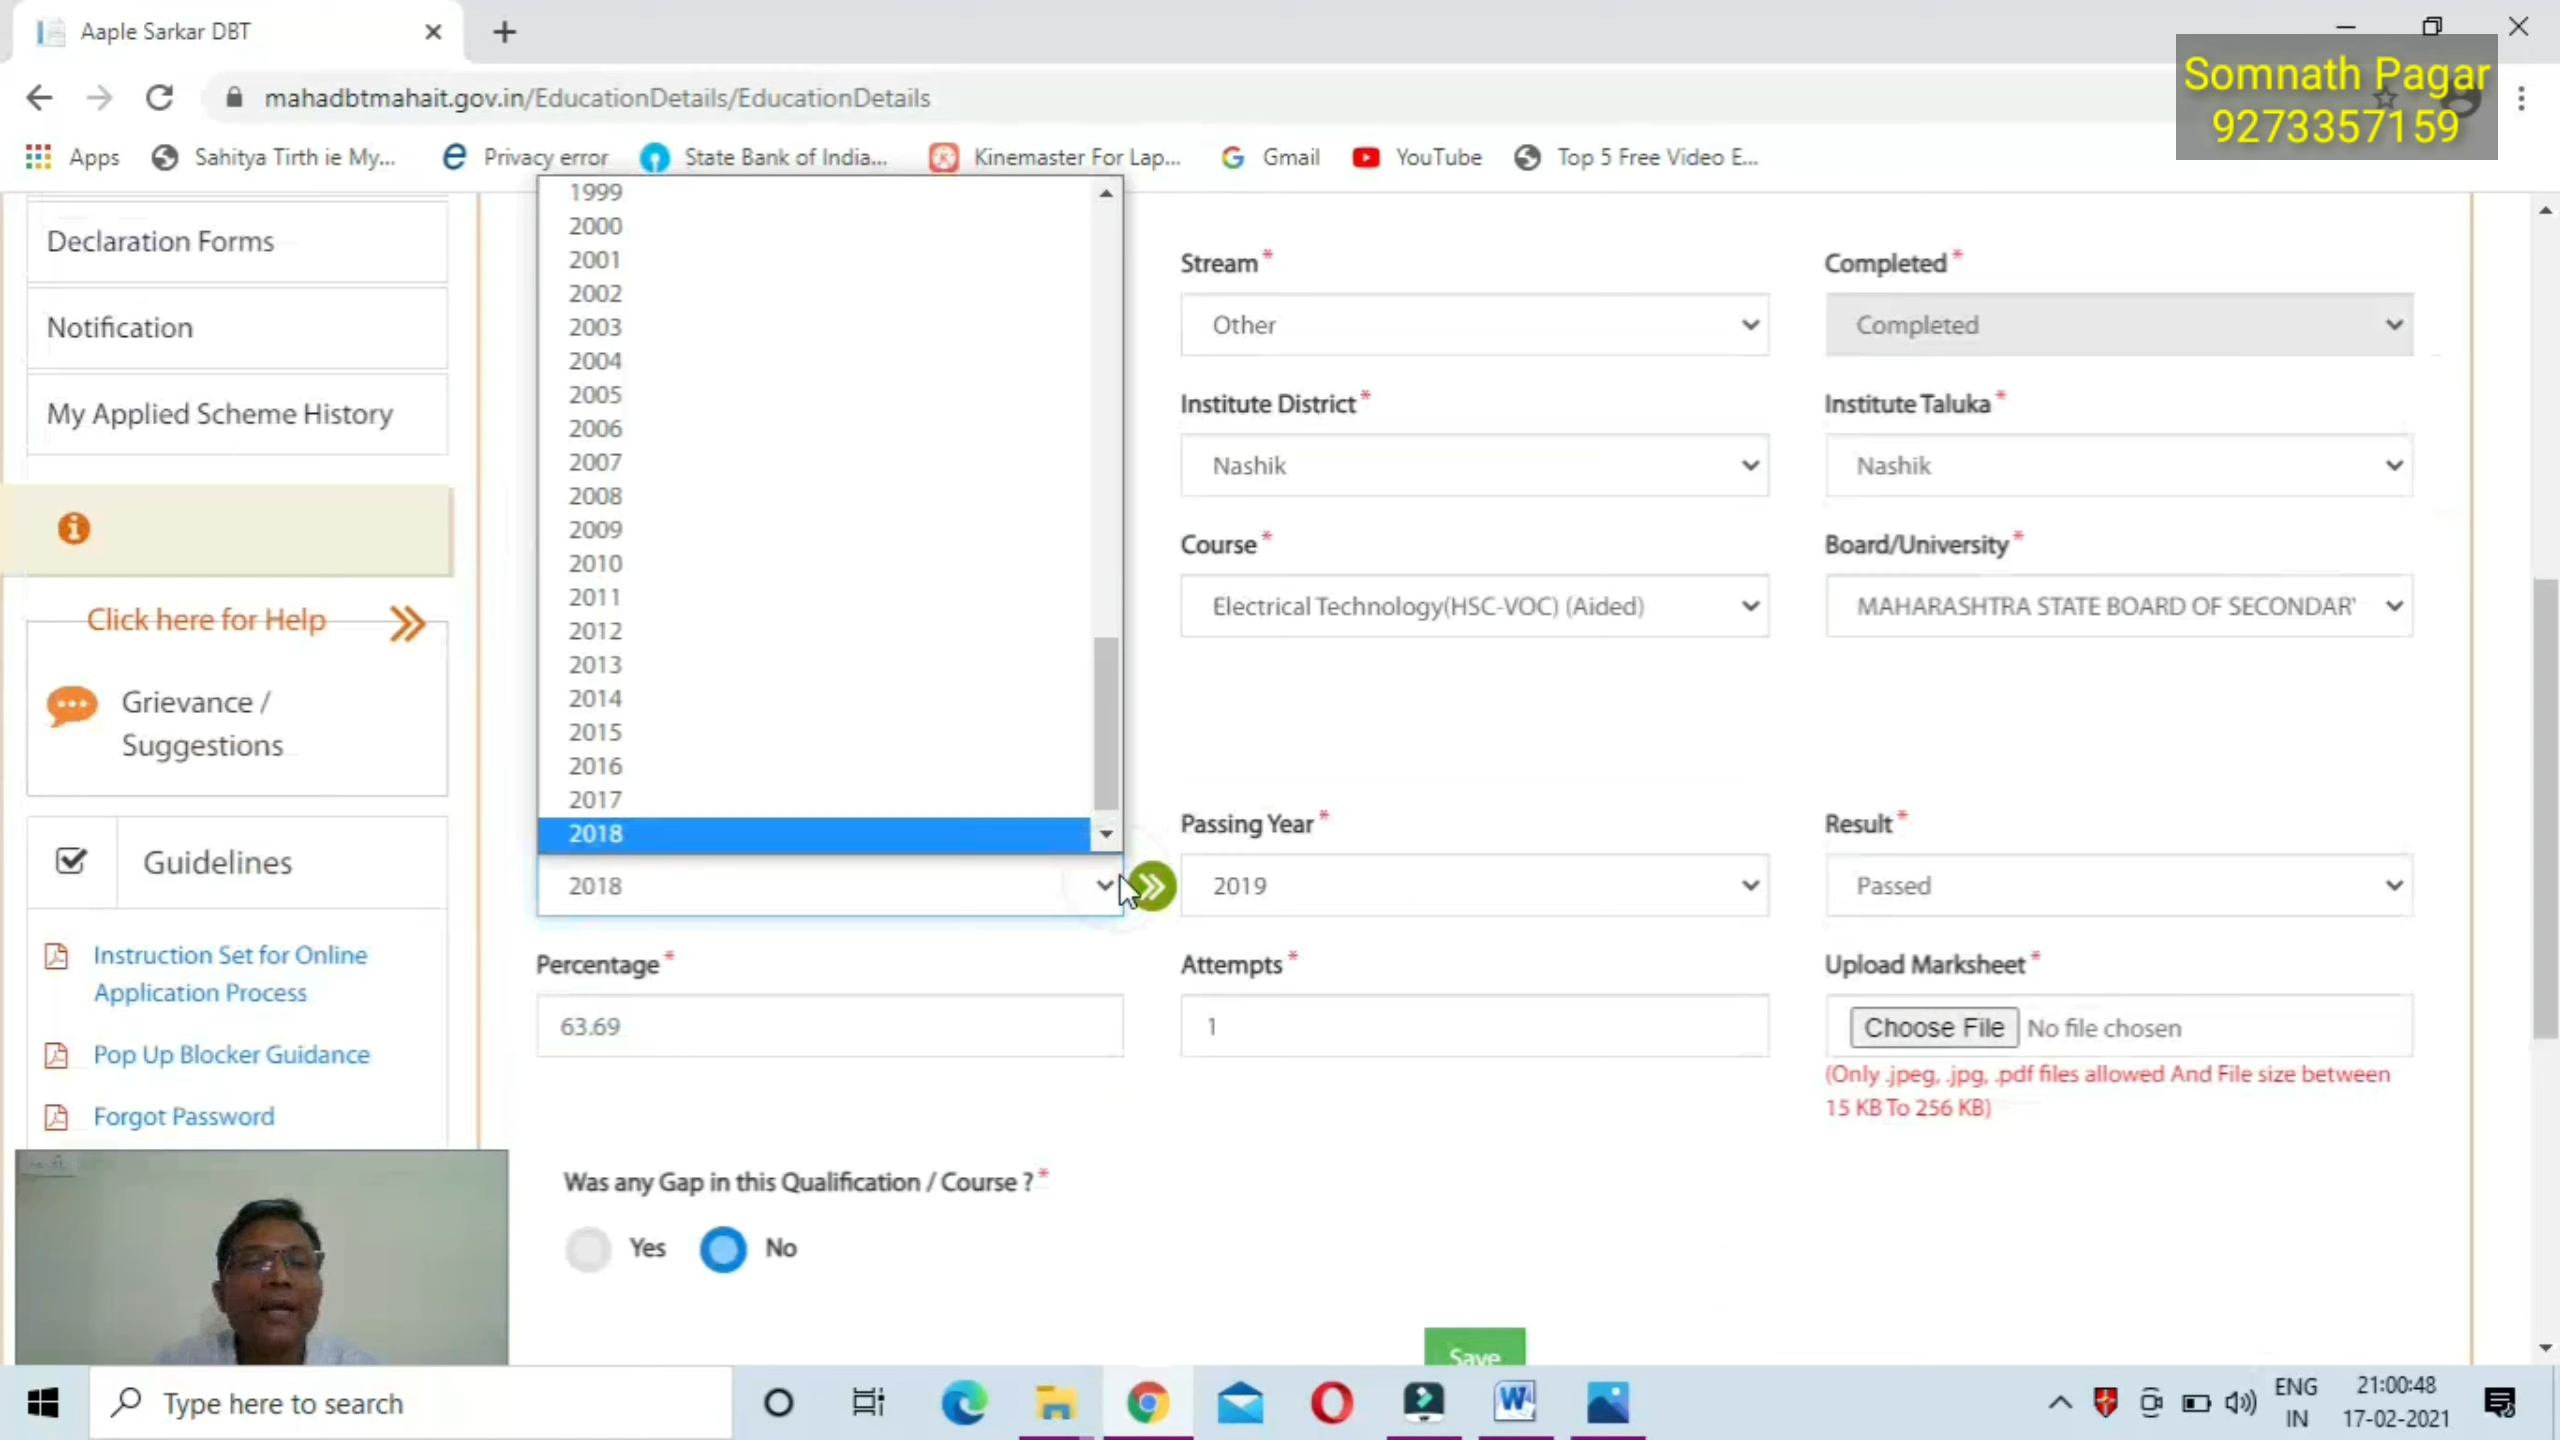 Aaple Sarkar DBT
mahadbtmahait.gov.in/EducationDetails/EducationDetails
Somnath Pagar
9273357159
Apps
Sahitya Tirth ie My...
Privacy error
State Bank of India...
Kinemaster For Lap...
Gmail
YouTube
Top 5 Free Video E...
Declaration Forms
Notification
My Applied Scheme History
Click here for Help
Grievance /
Suggestions
Guidelines
Instruction Set for Online
Application Process
Pop Up Blocker Guidance
Forgot Password
1999
2000
2001
2002
2003
2004
2005
2006
2007
2008
2009
2010
2011
2012
2013
2014
2015
2016
2017
2018
2018
Stream *
Other
Completed *
Completed
Institute District *
Nashik
Institute Taluka *
Nashik
Course *
Electrical Technology(HSC-VOC) (Aided)
Board/University *
MAHARASHTRA STATE BOARD OF SECONDARY
Passing Year *
2019
Result *
Passed
Percentage *
63.69
Attempts *
1
Upload Marksheet *
Choose File No file chosen
(Only .jpeg, .jpg, .pdf files allowed And File size between
15 KB To 256 KB)
Was any Gap in this Qualification / Course ? *
Yes
No
Save
Type here to search
ENG
IN
21:00:48
17-02-2021